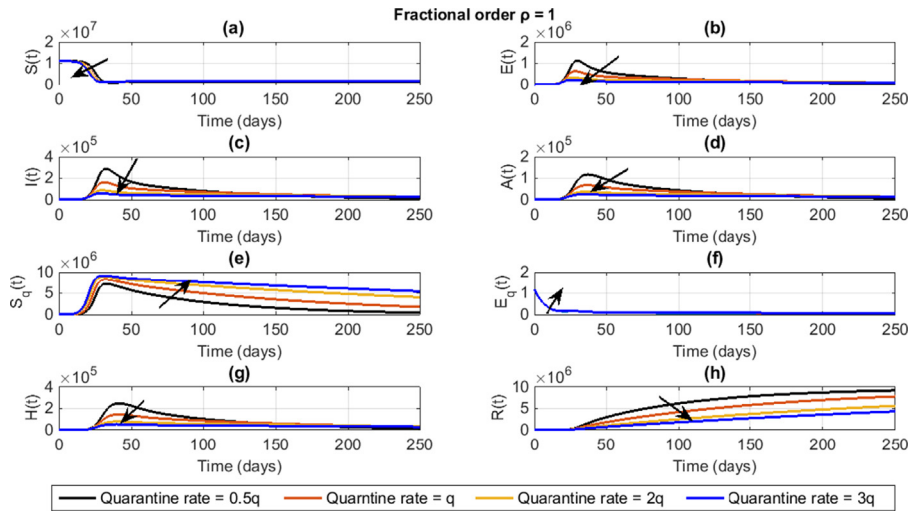 Fractional order ρ = 1
(a)
×10^7
S(t)
2
1
0
0 50 100 150 200 250
Time (days)
(b)
×10^6
E(t)
2
1
0
0 50 100 150 200 250
Time (days)
(c)
×10^5
I(t)
4
2
0
0 50 100 150 200 250
Time (days)
(d)
×10^5
A(t)
2
1
0
0 50 100 150 200 250
Time (days)
(e)
×10^6
S_q(t)
10
5
0
0 50 100 150 200 250
Time (days)
(f)
E_q(t)
2
1
0
0 50 100 150 200 250
Time (days)
(g)
×10^5
H(t)
4
2
0
0 50 100 150 200 250
Time (days)
(h)
×10^6
R(t)
10
5
0
0 50 100 150 200 250
Time (days)
Quarantine rate = 0.5q Quarntine rate = q Quarantine rate = 2q Quarantine rate = 3q